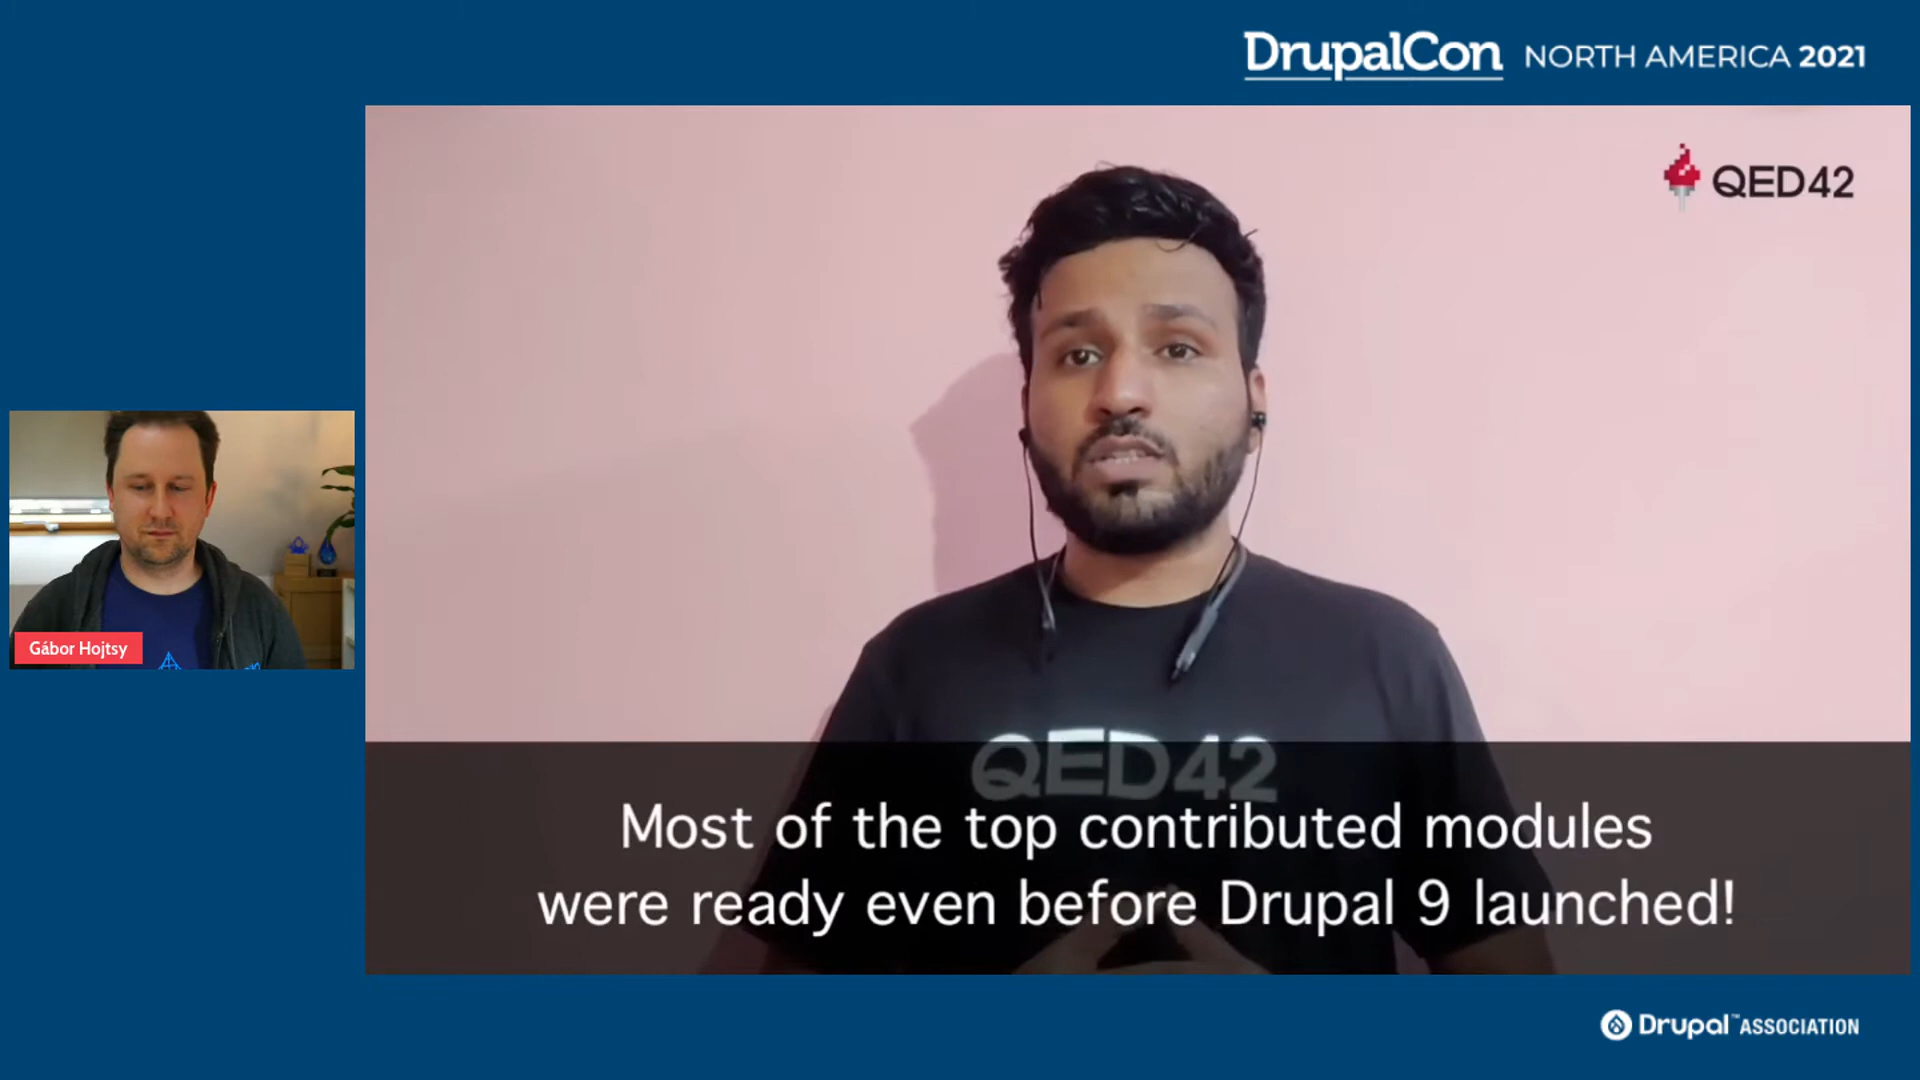 DrupalCon NORTH AMERICA 2021
QED42
Gábor Hojtsy
QED42
Most of the top contributed modules
were ready even before Drupal 9 launched!
Drupal™ ASSOCIATION